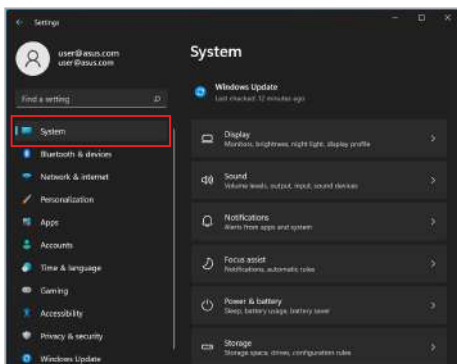 Settings
user@asus.com
user@asus.com
Find a setting
System
Bluetooth & devices
Network & internet
Personalization
Apps
Accounts
Time & language
Gaming
Accessibility
Privacy & security
Windows Update
System
Windows Update
Last checked: 12 minutes ago
Display
Monitors, brightness, night light, display profile
Sound
Volume levels, output, input, sound devices
Notifications
Alerts from apps and system
Focus assist
Notifications, automatic rules
Power & battery
Sleep, battery usage, battery saver
Storage
Storage space, drives, configuration rules